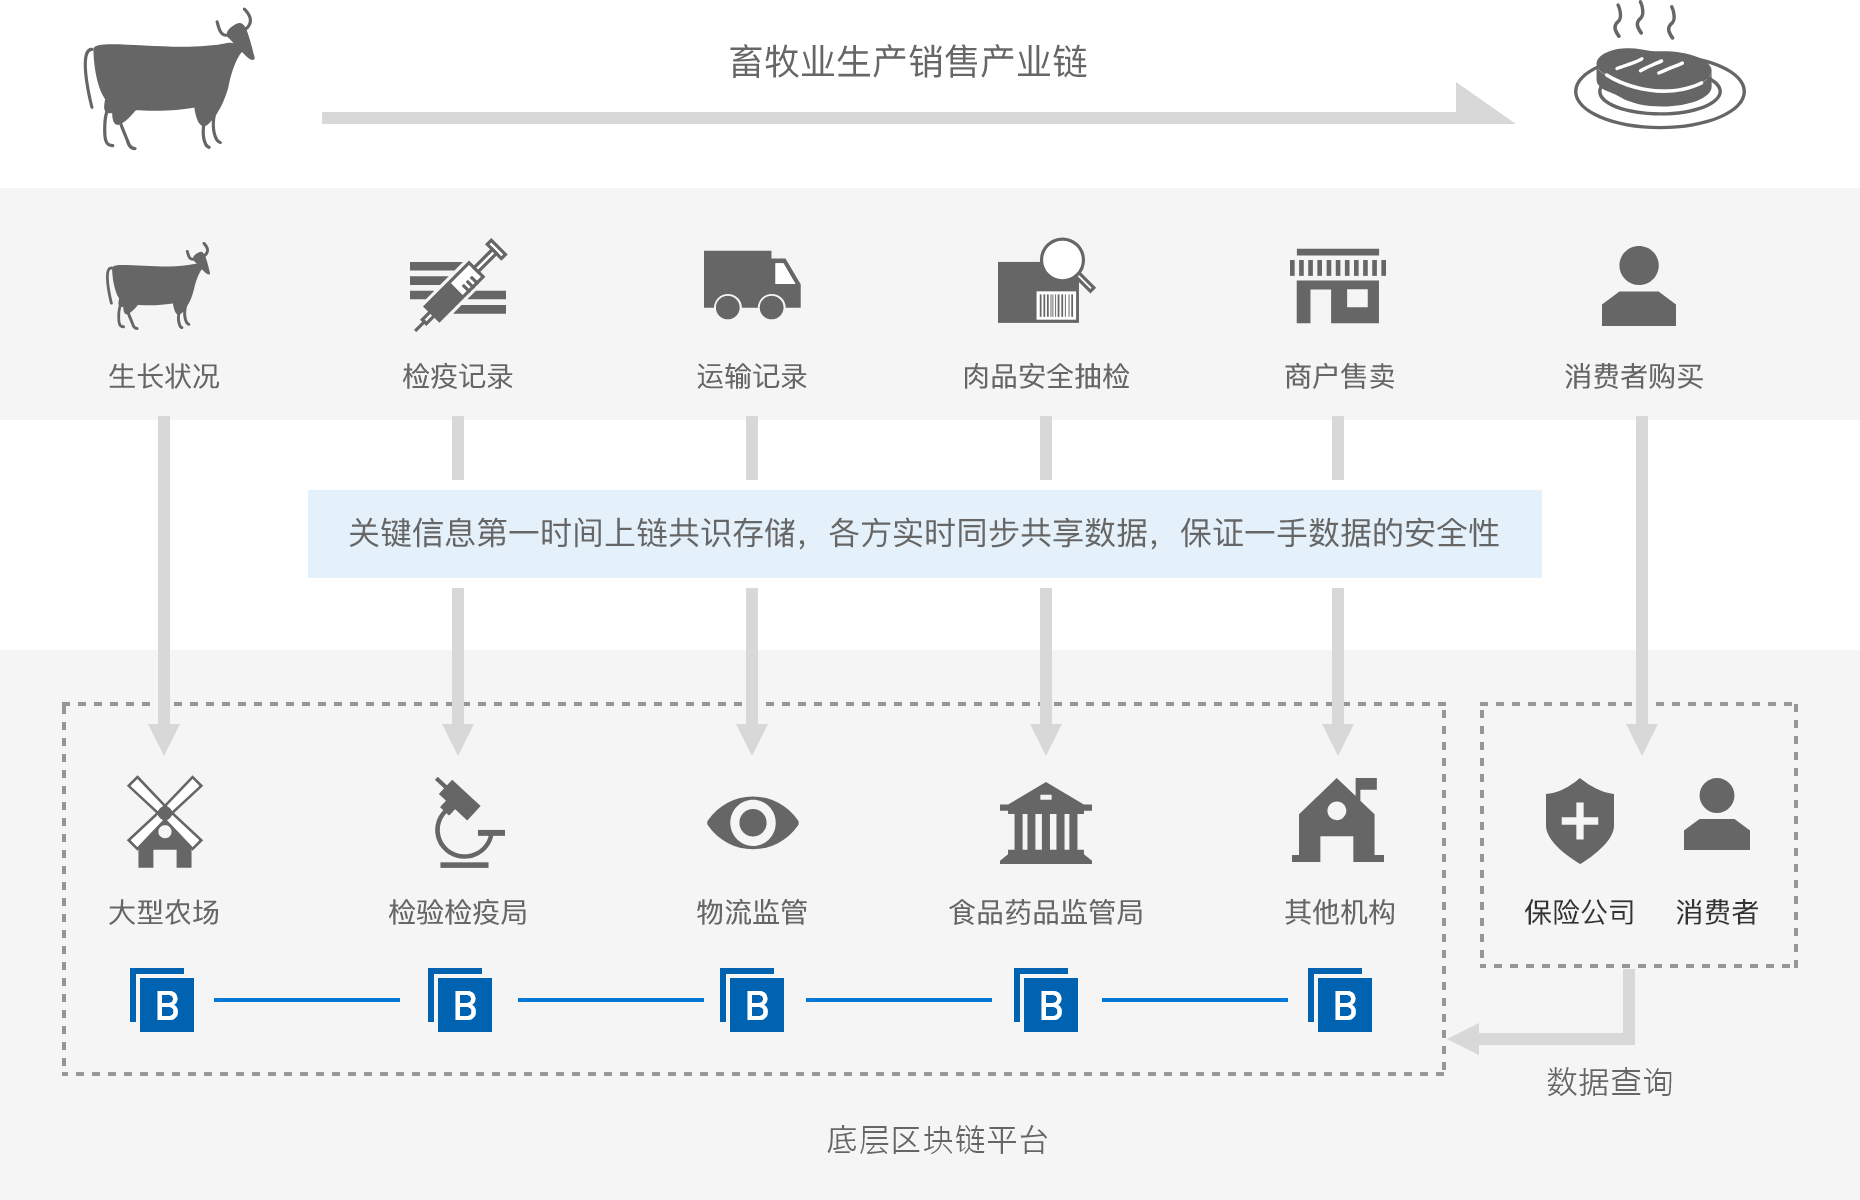 畜牧业生产销售产业链
生长状况 检疫记录 运输记录 肉品安全抽检 商户售卖 消费者购买
关键信息第一时间上链共识存储，各方实时同步共享数据，保证一手数据的安全性
大型农场 检验检疫局 物流监管 食品药品监管局 其他机构 保险公司 消费者
B B B B B
数据查询
底层区块链平台